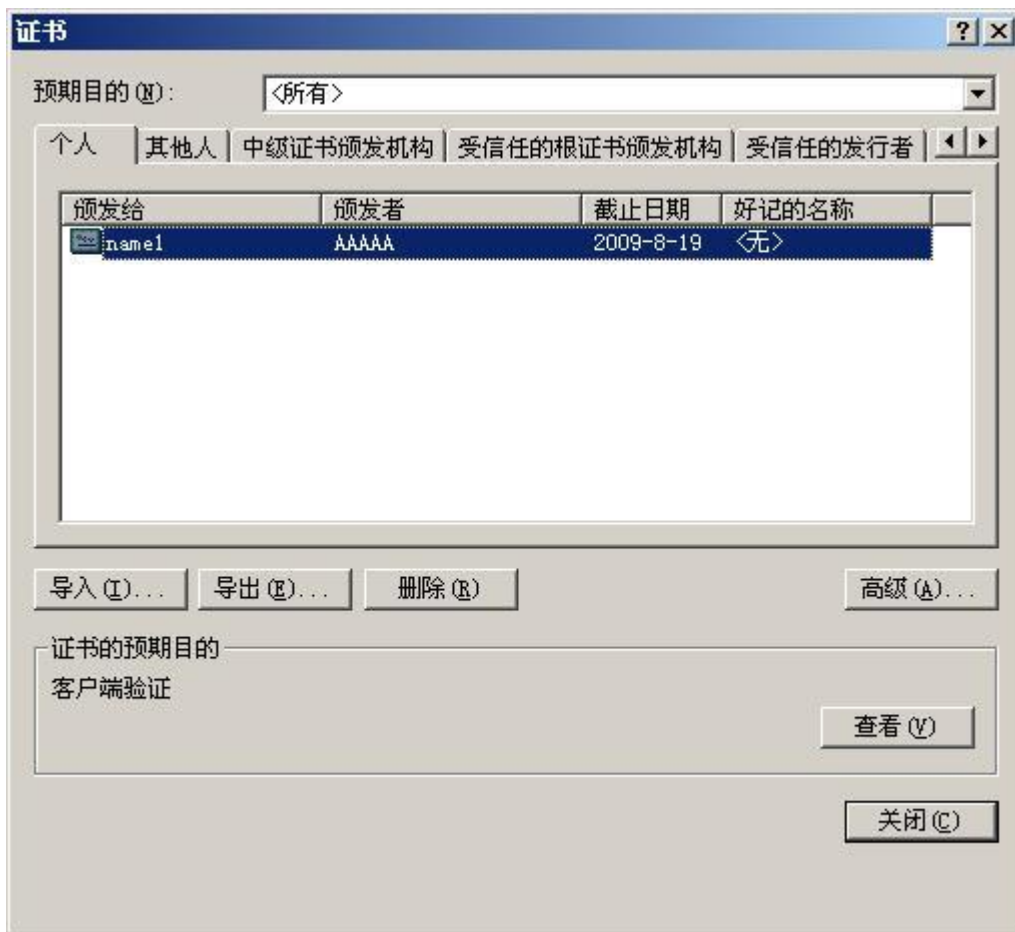 证书
预期目的(N): <所有>
个人 其他人 中级证书颁发机构 受信任的根证书颁发机构 受信任的发行者
颁发给 颁发者 截止日期 好记的名称
name1 AAAAA 2009-8-19 <无>
导入(I)... 导出(E)... 删除(R) 高级(A)...
证书的预期目的
客户端验证
查看(V)
关闭(C)